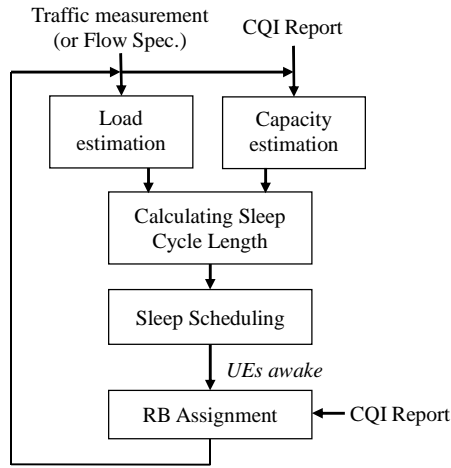 Traffic measurement
(or Flow Spec.)
CQI Report
Load
estimation
Capacity
estimation
Calculating Sleep
Cycle Length
Sleep Scheduling
UEs awake
RB Assignment
CQI Report